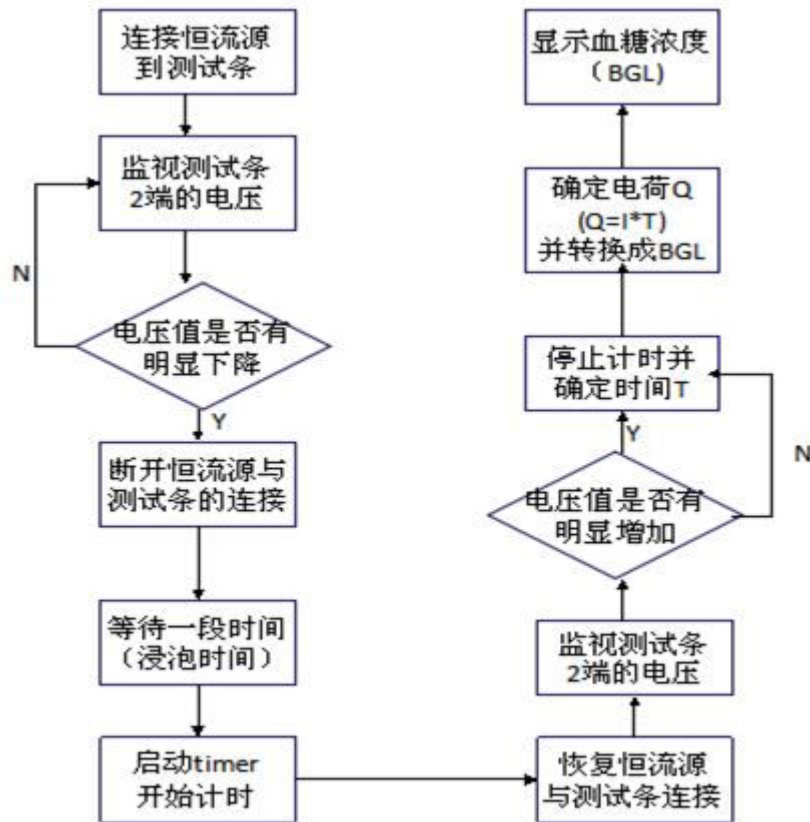 连接恒流源
到测试条
监视测试条
2端的电压
N
电压值是否有
明显下降
Y
断开恒流源与
测试条的连接
等待一段时间
（浸泡时间）
启动timer
开始计时
恢复恒流源
与测试条连接
监视测试条
2端的电压
电压值是否有
明显增加
Y
N
停止计时并
确定时间T
确定电荷Q
(Q=I*T)
并转换成BGL
显示血糖浓度
（BGL)